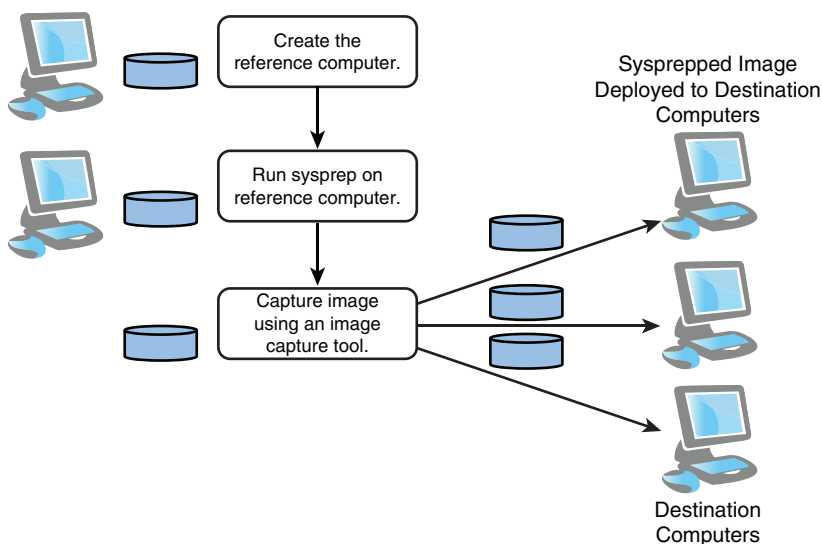 Create the
reference computer.
Sysprepped Image
Deployed to Destination
Computers
Run sysprep on
reference computer.
Capture image
using an image
capture tool.
Destination
Computers